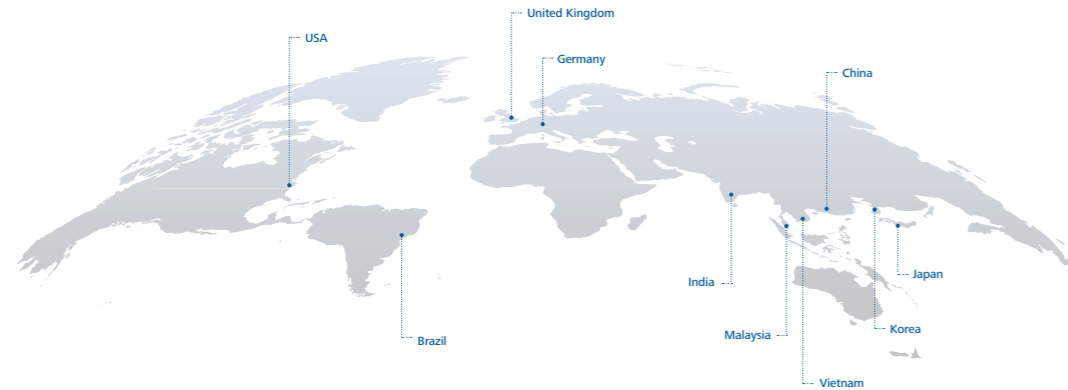 United Kingdom
USA
Germany
China
India
Japan
Malaysia
Korea
Brazil
Vietnam